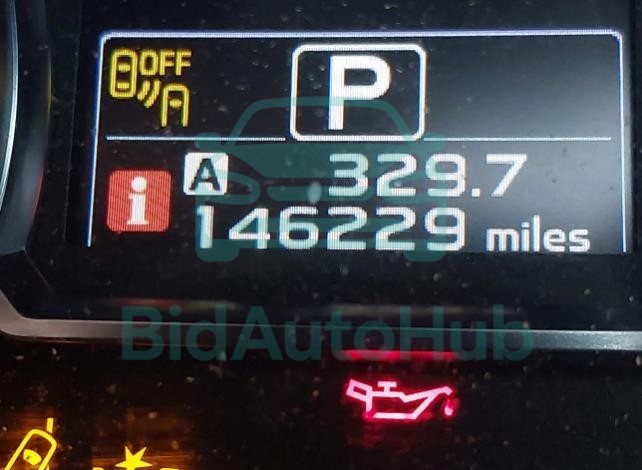 OFF
P
A 329.7
i
146229 miles
BidAutoHub